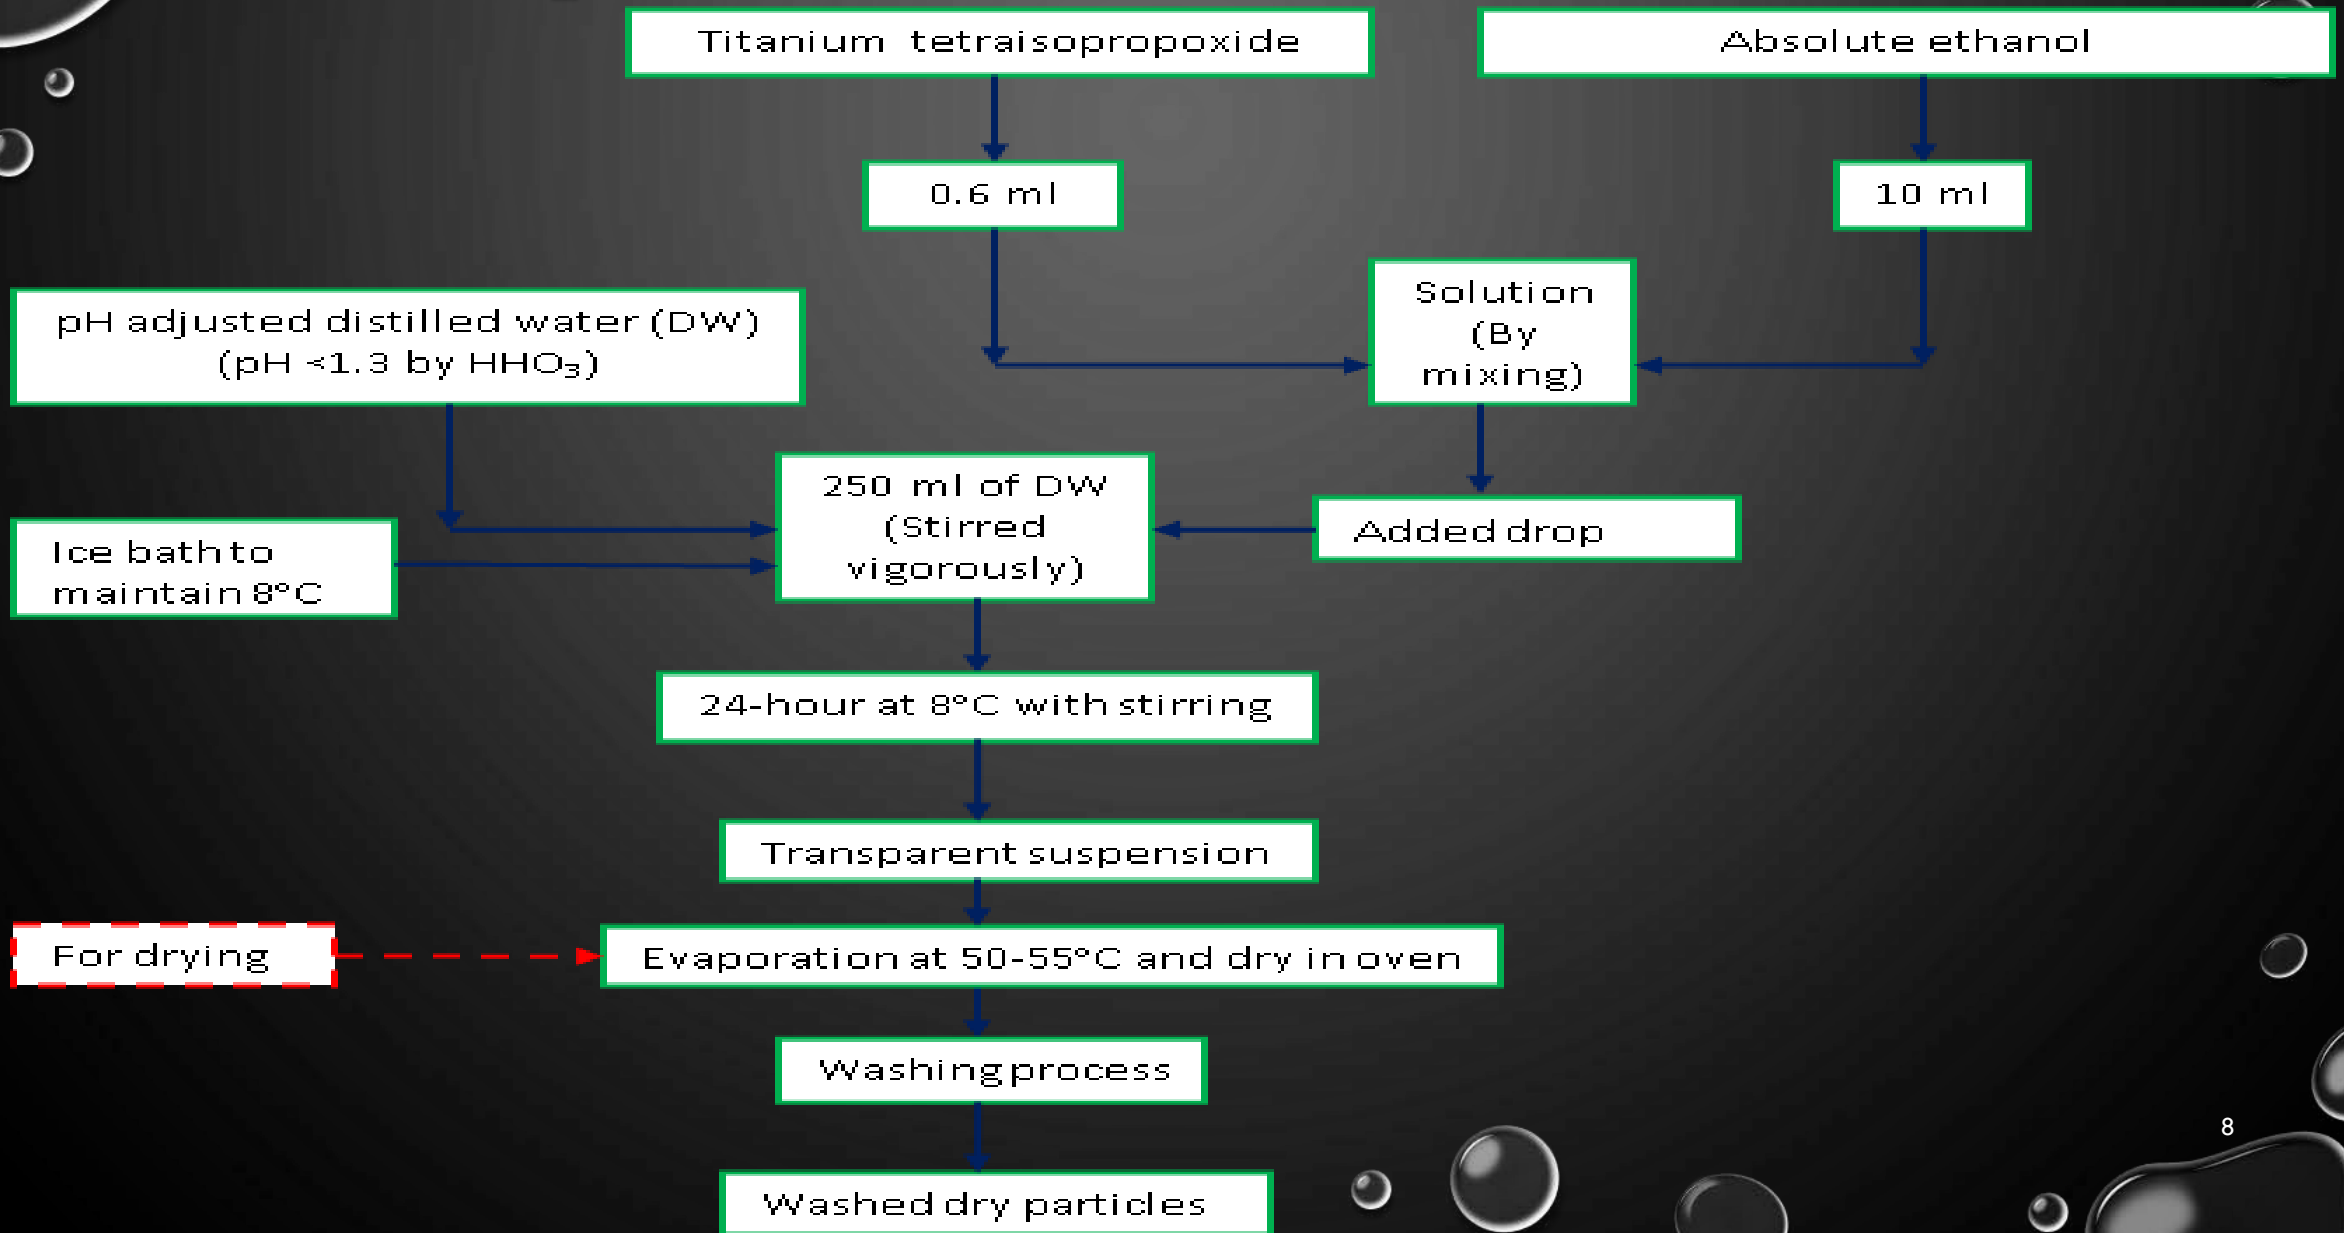 Titanium tetraisopropoxide
Absolute ethanol
0.6 ml
10 ml
Solution
(By
mixing)
pH adjusted distilled water (DW)
(pH <1.3 by HHO₃)
250 ml of DW
(Stirred
vigorously)
Added drop
Ice bath to
maintain 8°C
24-hour at 8°C with stirring
Transparent suspension
For drying
Evaporation at 50-55°C and dry in oven
Washing process
8
Washed dry particles